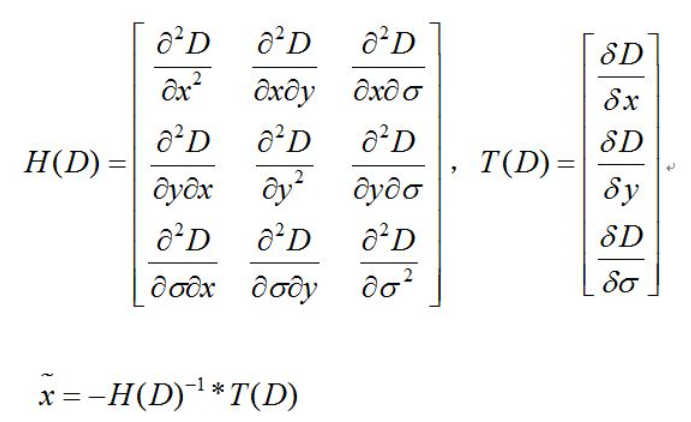 H(D) = [ ∂²D/∂x² ∂²D/∂x∂y ∂²D/∂x∂σ ; ∂²D/∂y∂x ∂²D/∂y² ∂²D/∂y∂σ ; ∂²D/∂σ∂x ∂²D/∂σ∂y ∂²D/∂σ² ] , T(D) = [ δD/δx ; δD/δy ; δD/δσ ] ↵
x̃ = −H(D)⁻¹ * T(D)